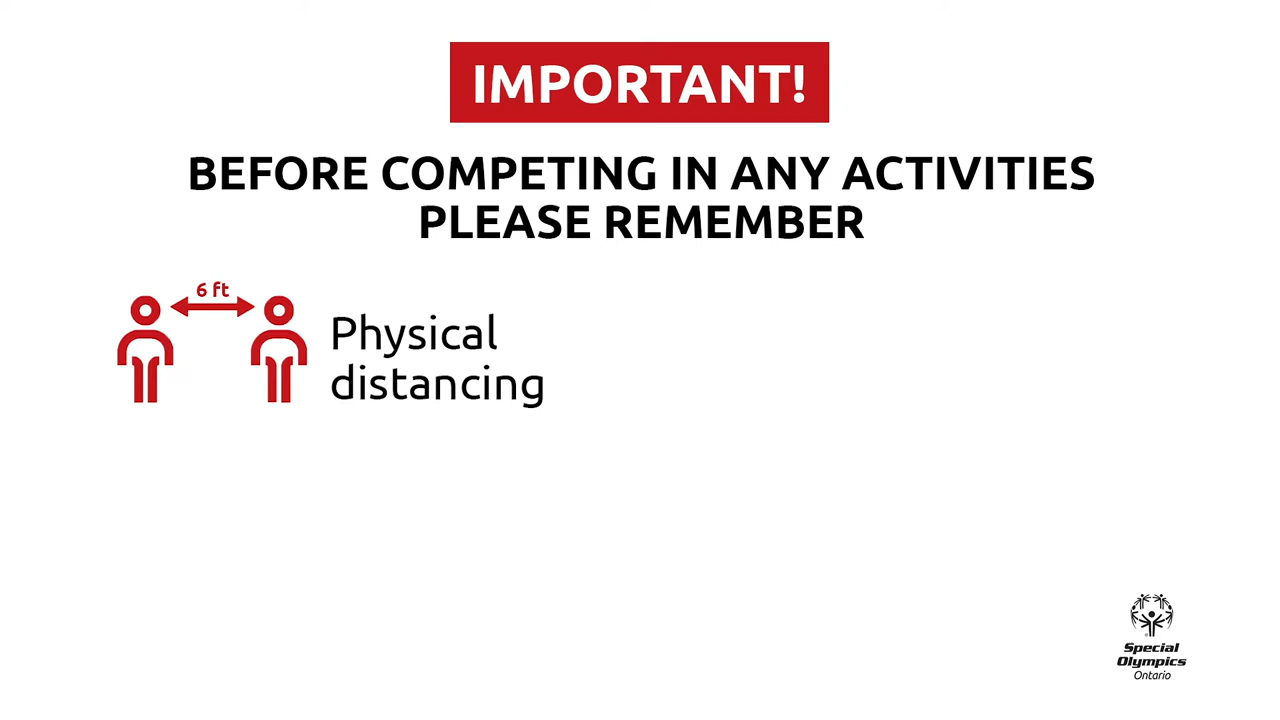 IMPORTANT!
BEFORE COMPETING IN ANY ACTIVITIES
PLEASE REMEMBER
6 ft
Physical
distancing
Special
Olympics
Ontario